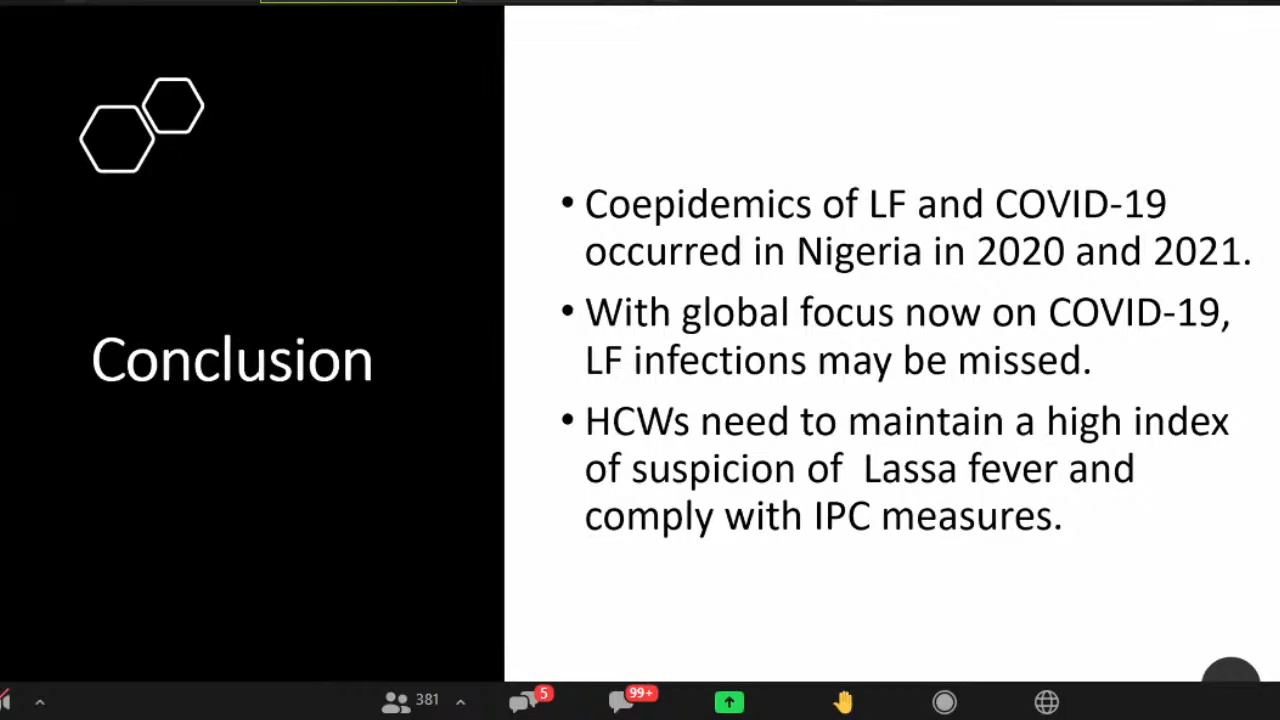 Conclusion
• Coepidemics of LF and COVID-19
occurred in Nigeria in 2020 and 2021.
• With global focus now on COVID-19,
LF infections may be missed.
• HCWs need to maintain a high index
of suspicion of  Lassa fever and
comply with IPC measures.
381
5
99+